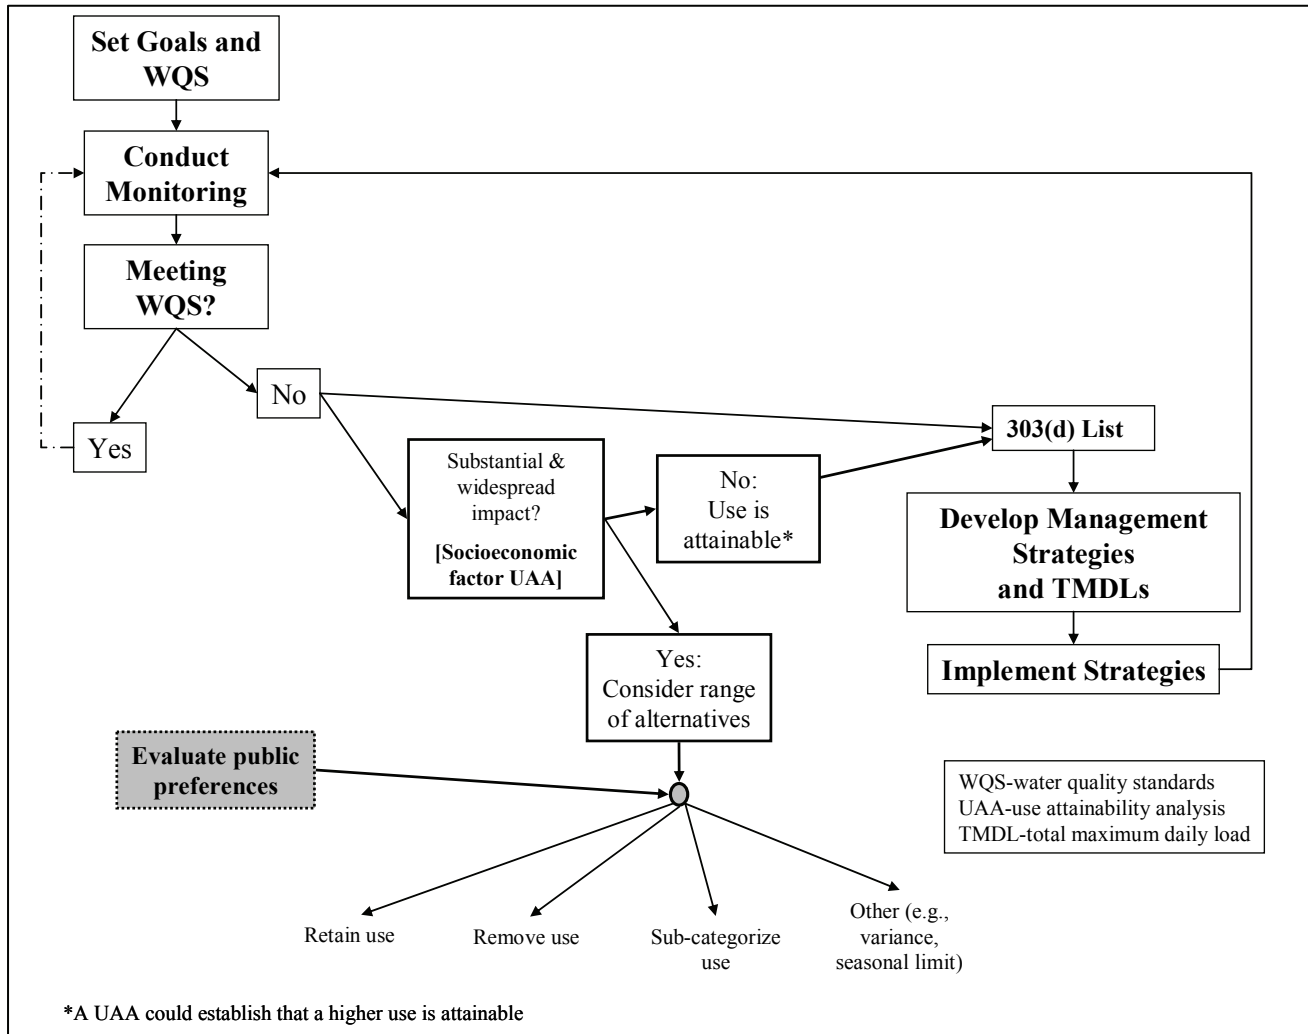 Set Goals and
WQS
Conduct
Monitoring
Meeting
WQS?
No
Yes
303(d) List
Substantial &
widespread
impact?
[Socioeconomic
factor UAA]
No:
Use is
attainable*
Develop Management
Strategies
and TMDLs
Implement Strategies
Yes:
Consider range
of alternatives
Evaluate public
preferences
WQS-water quality standards
UAA-use attainability analysis
TMDL-total maximum daily load
Retain use
Remove use
Sub-categorize
use
Other (e.g.,
variance,
seasonal limit)
*A UAA could establish that a higher use is attainable